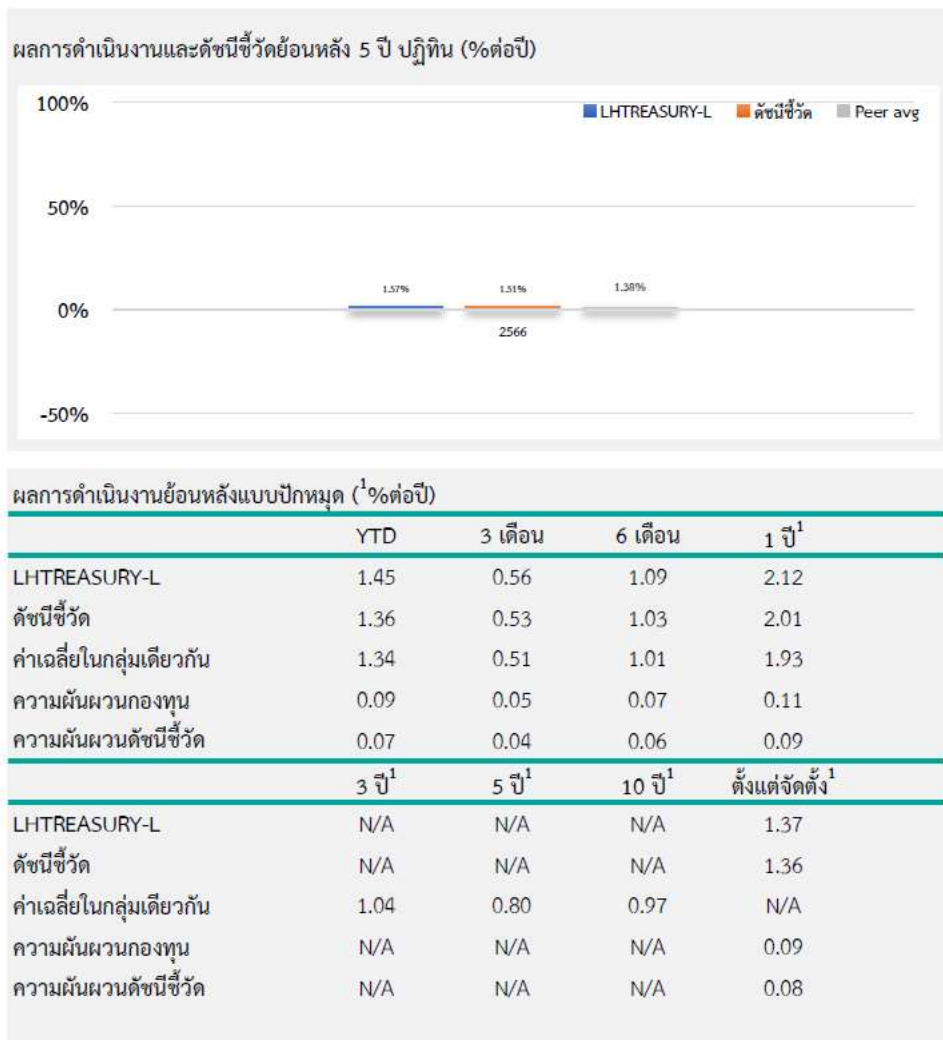 ผลการดำเนินงานและดัชนีชี้วัดย้อนหลัง 5 ปี ปฏิทิน (%ต่อปี)
100%
LHTREASURY-L ดัชนีชี้วัด Peer avg
50%
1.57% 1.51% 1.38%
0%
2566
-50%
ผลการดำเนินงานย้อนหลังแบบปักหมุด (¹%ต่อปี)
YTD 3 เดือน 6 เดือน 1 ปี¹
LHTREASURY-L 1.45 0.56 1.09 2.12
ดัชนีชี้วัด 1.36 0.53 1.03 2.01
ค่าเฉลี่ยในกลุ่มเดียวกัน 1.34 0.51 1.01 1.93
ความผันผวนกองทุน 0.09 0.05 0.07 0.11
ความผันผวนดัชนีชี้วัด 0.07 0.04 0.06 0.09
3 ปี¹ 5 ปี¹ 10 ปี¹ ตั้งแต่จัดตั้ง¹
LHTREASURY-L N/A N/A N/A 1.37
ดัชนีชี้วัด N/A N/A N/A 1.36
ค่าเฉลี่ยในกลุ่มเดียวกัน 1.04 0.80 0.97 N/A
ความผันผวนกองทุน N/A N/A N/A 0.09
ความผันผวนดัชนีชี้วัด N/A N/A N/A 0.08